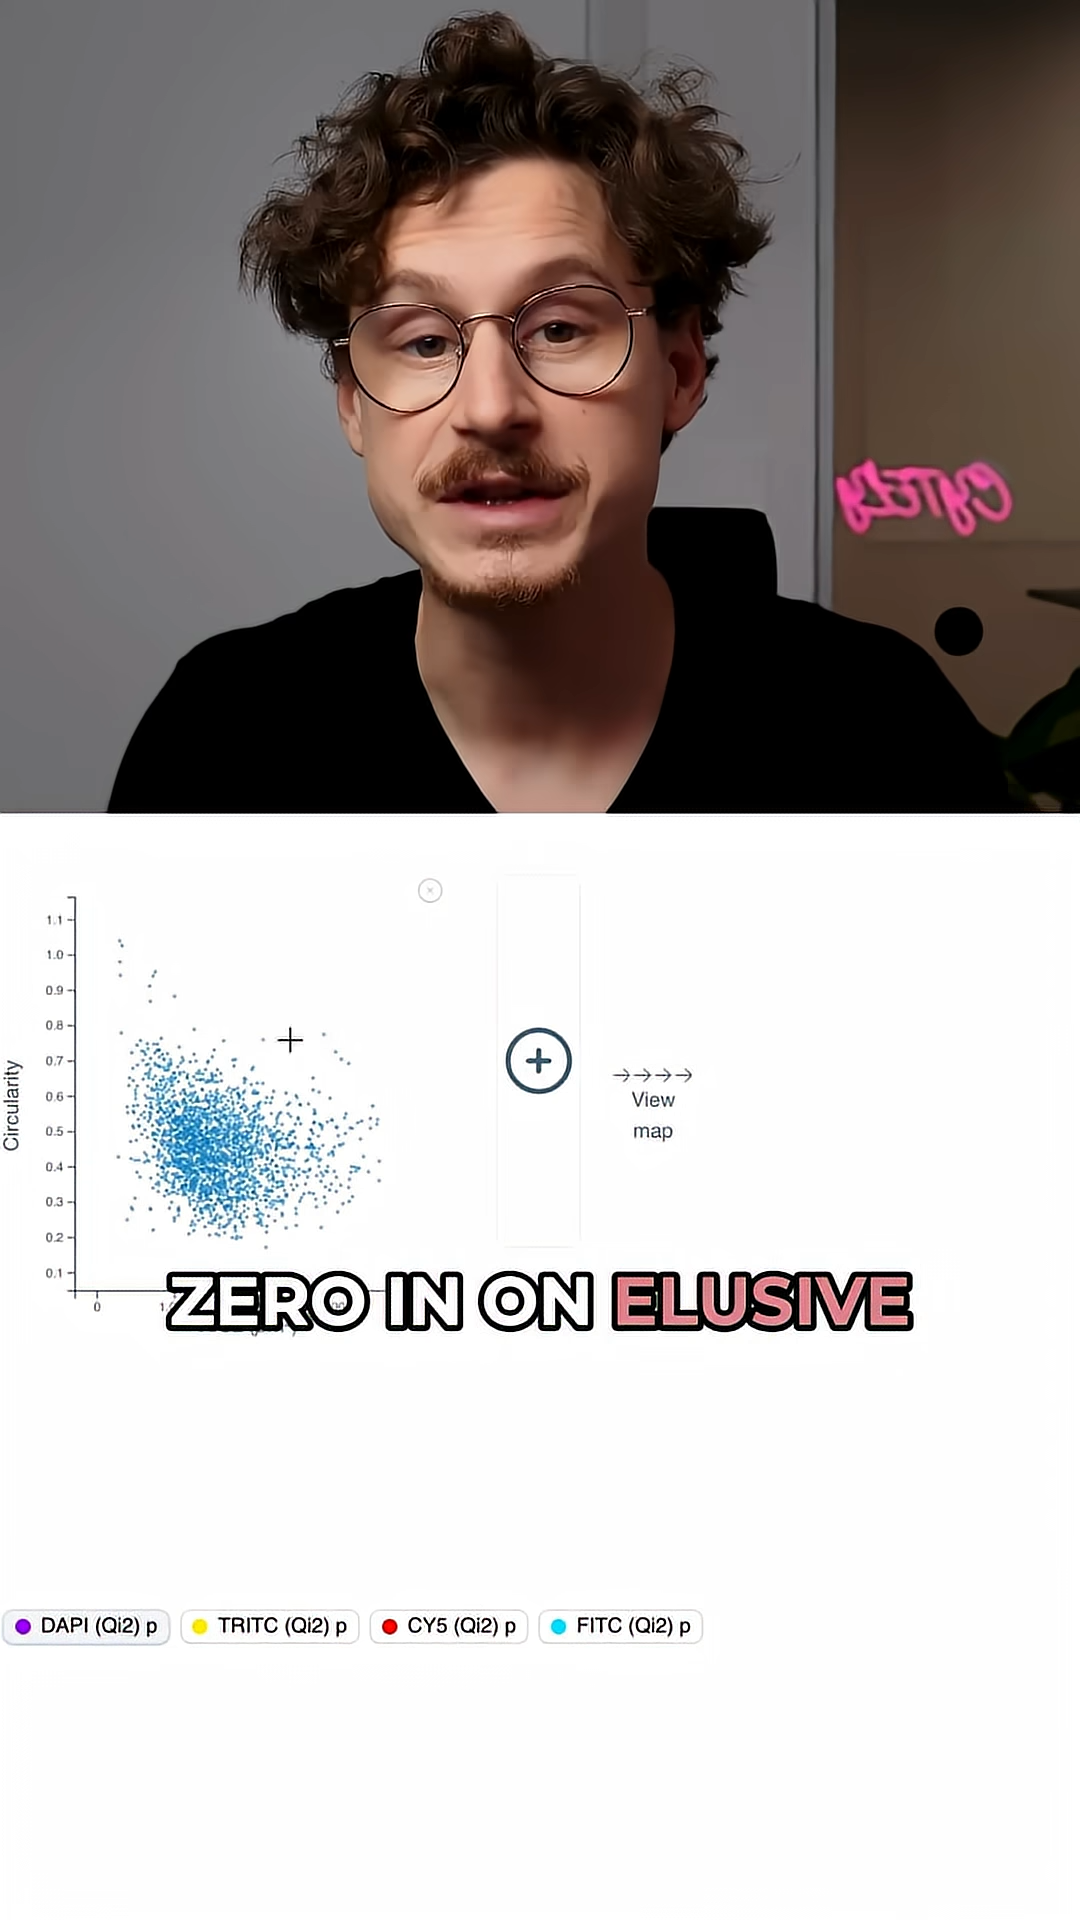 CyTeLy
1.1
1.0
0.9
0.8
0.7
0.6
0.5
0.4
0.3
0.2
0.1
Circularity
0
View
map
ZERO IN ON ELUSIVE
DAPI (Qi2) p
TRITC (Qi2) p
CY5 (Qi2) p
FITC (Qi2) p